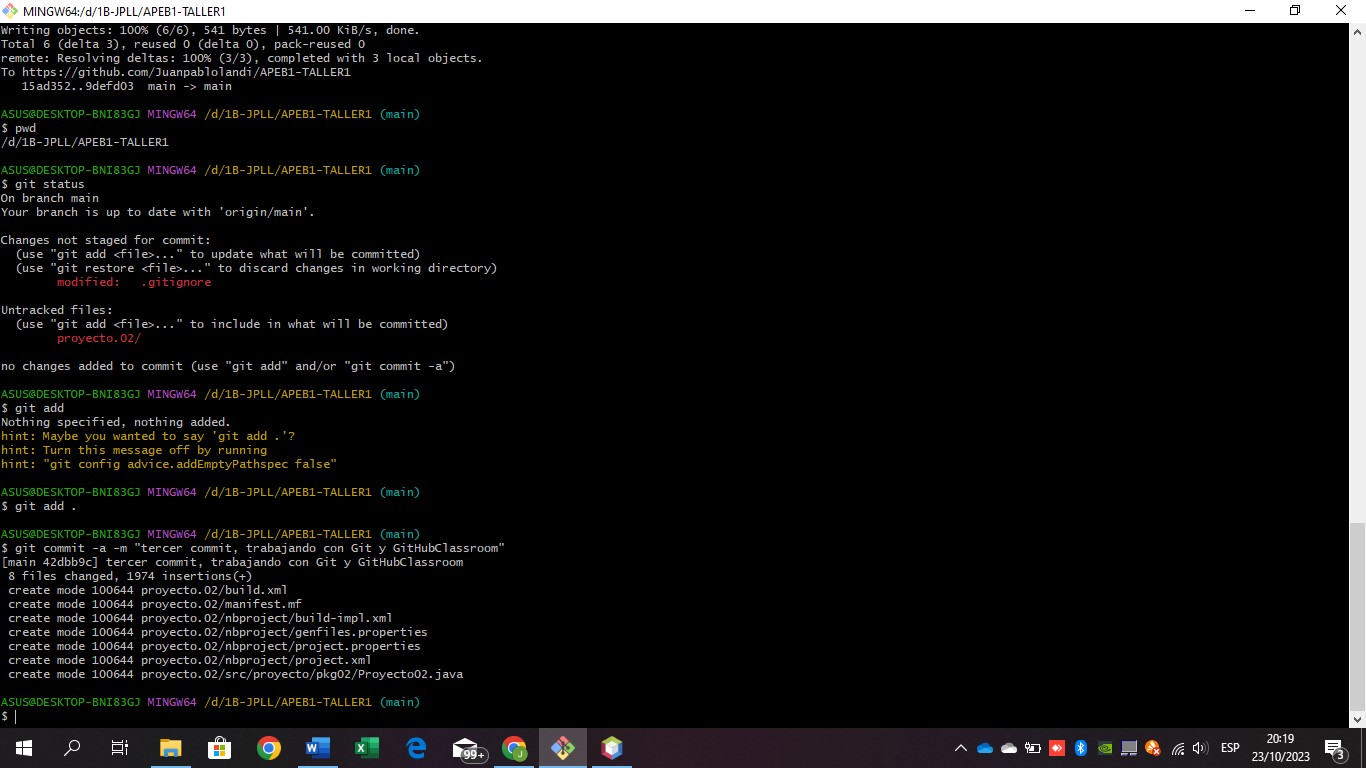 MINGW64:/d/1B-JPLL/APEB1-TALLER1
Writing objects: 100% (6/6), 541 bytes | 541.00 KiB/s, done.
Total 6 (delta 3), reused 0 (delta 0), pack-reused 0
remote: Resolving deltas: 100% (3/3), completed with 3 local objects.
To https://github.com/Juanpablolandi/APEB1-TALLER1
   15ad352..9defd03  main -> main
ASUS@DESKTOP-BNI83GJ MINGW64 /d/1B-JPLL/APEB1-TALLER1 (main)
$ pwd
/d/1B-JPLL/APEB1-TALLER1
ASUS@DESKTOP-BNI83GJ MINGW64 /d/1B-JPLL/APEB1-TALLER1 (main)
$ git status
On branch main
Your branch is up to date with 'origin/main'.
Changes not staged for commit:
  (use "git add <file>..." to update what will be committed)
  (use "git restore <file>..." to discard changes in working directory)
        modified:   .gitignore
Untracked files:
  (use "git add <file>..." to include in what will be committed)
        proyecto.02/
no changes added to commit (use "git add" and/or "git commit -a")
ASUS@DESKTOP-BNI83GJ MINGW64 /d/1B-JPLL/APEB1-TALLER1 (main)
$ git add
Nothing specified, nothing added.
hint: Maybe you wanted to say 'git add .'?
hint: Turn this message off by running
hint: "git config advice.addEmptyPathspec false"
ASUS@DESKTOP-BNI83GJ MINGW64 /d/1B-JPLL/APEB1-TALLER1 (main)
$ git add .
ASUS@DESKTOP-BNI83GJ MINGW64 /d/1B-JPLL/APEB1-TALLER1 (main)
$ git commit -a -m "tercer commit, trabajando con Git y GitHubClassroom"
[main 42dbb9c] tercer commit, trabajando con Git y GitHubClassroom
 8 files changed, 1974 insertions(+)
 create mode 100644 proyecto.02/build.xml
 create mode 100644 proyecto.02/manifest.mf
 create mode 100644 proyecto.02/nbproject/build-impl.xml
 create mode 100644 proyecto.02/nbproject/genfiles.properties
 create mode 100644 proyecto.02/nbproject/project.properties
 create mode 100644 proyecto.02/nbproject/project.xml
 create mode 100644 proyecto.02/src/proyecto/pkg02/Proyecto02.java
ASUS@DESKTOP-BNI83GJ MINGW64 /d/1B-JPLL/APEB1-TALLER1 (main)
$
99+
ESP
20:19
23/10/2023
3